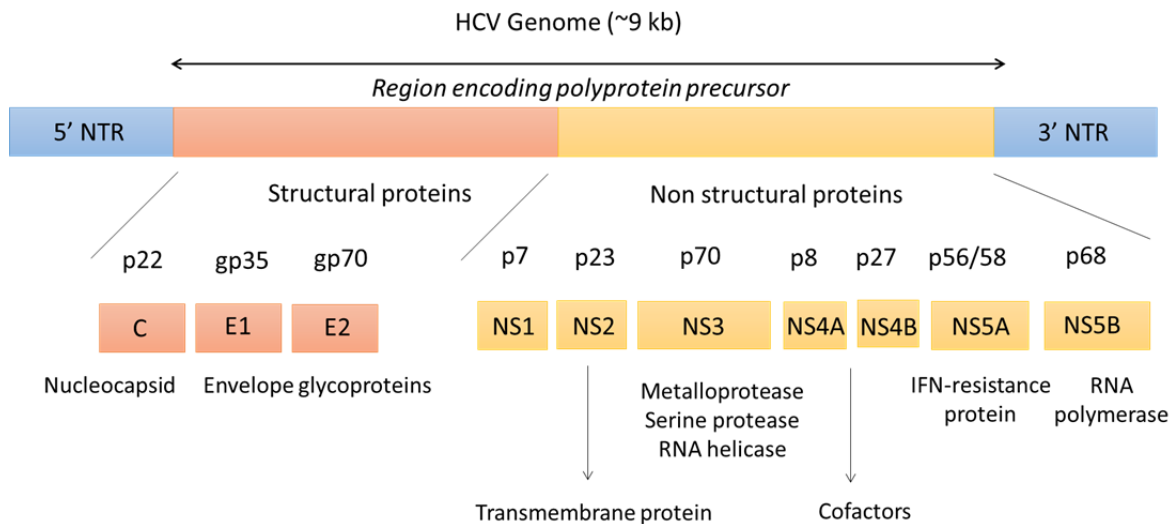 HCV Genome (~9 kb)
Region encoding polyprotein precursor
5’ NTR
3’ NTR
Structural proteins
Non structural proteins
p22
gp35
gp70
p7
p23
p70
p8
p27
p56/58
p68
C
E1
E2
NS1
NS2
NS3
NS4A
NS4B
NS5A
NS5B
Nucleocapsid
Envelope glycoproteins
Metalloprotease
Serine protease
RNA helicase
IFN-resistance
protein
RNA
polymerase
Transmembrane protein
Cofactors